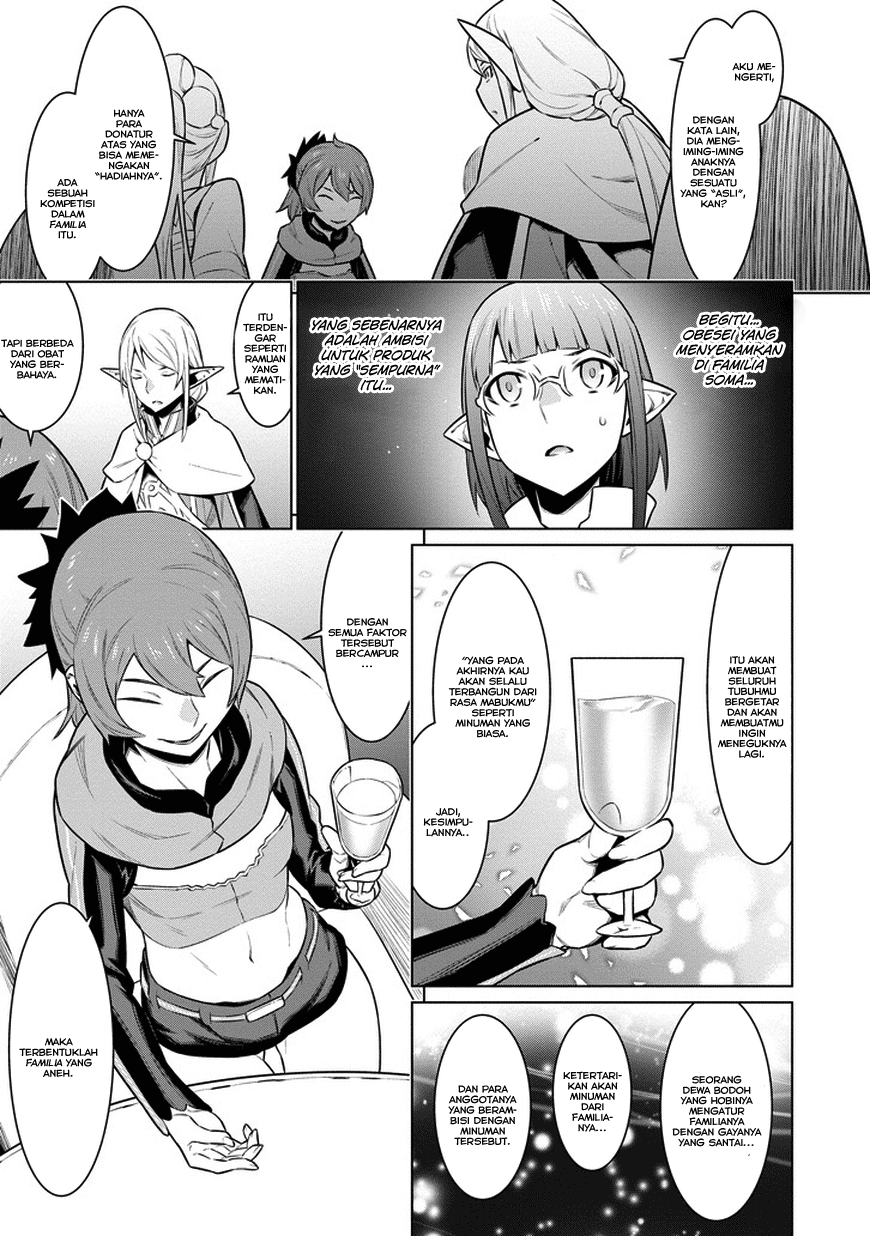 AKU ME-
NGERTI,
DENGAN
KATA LAIN,
DIA MENG-
IMING-IMING
ANAKNYA
DENGAN
SESUATU
YANG "ASLI",
KAN?
HANYA
PARA
DONATUR
ATAS YANG
BISA MEME-
NGAKAN
"HADIAHNYA".
ADA
SEBUAH
KOMPETISI
DALAM
FAMILIA
ITU.
BEGITU...
OBESEI YANG
MENYERAMKAN
DI FAMILIA
SOMA...
YANG SEBENARNYA
ADALAH AMBISI
UNTUK PRODUK
YANG "SEMPURNA"
ITU...
ITU
TERDEN-
GAR
SEPERTI
RAMUAN
YANG
MEMATI-
KAN.
TAPI BERBEDA
DARI OBAT
YANG BER-
BAHAYA.
ITU AKAN
MEMBUAT
SELURUH
TUBUHMU
BERGETAR
DAN AKAN
MEMBUATMU
INGIN
MENEGUKNYA
LAGI.
"YANG PADA
AKHIRNYA KAU
AKAN SELALU
TERBANGUN DARI
RASA MABUKMU"
SEPERTI
MINUMAN YANG
BIASA.
JADI,
KESIMPU-
LANNYA..
SEORANG
DEWA BODOH
YANG HOBINYA
MENGATUR
FAMILIANYA
DENGAN GAYANYA
YANG SANTAI...
KETERTARI-
KAN AKAN
MINUMAN
DARI
FAMILIA-
NYA...
DAN PARA
ANGGOTANYA
YANG BERAM-
BISI DENGAN
MINUMAN
TERSEBUT.
DENGAN
SEMUA FAKTOR
TERSEBUT
BERCAMPUR
...
MAKA
TERBENTUKLAH
FAMILIA YANG
ANEH.